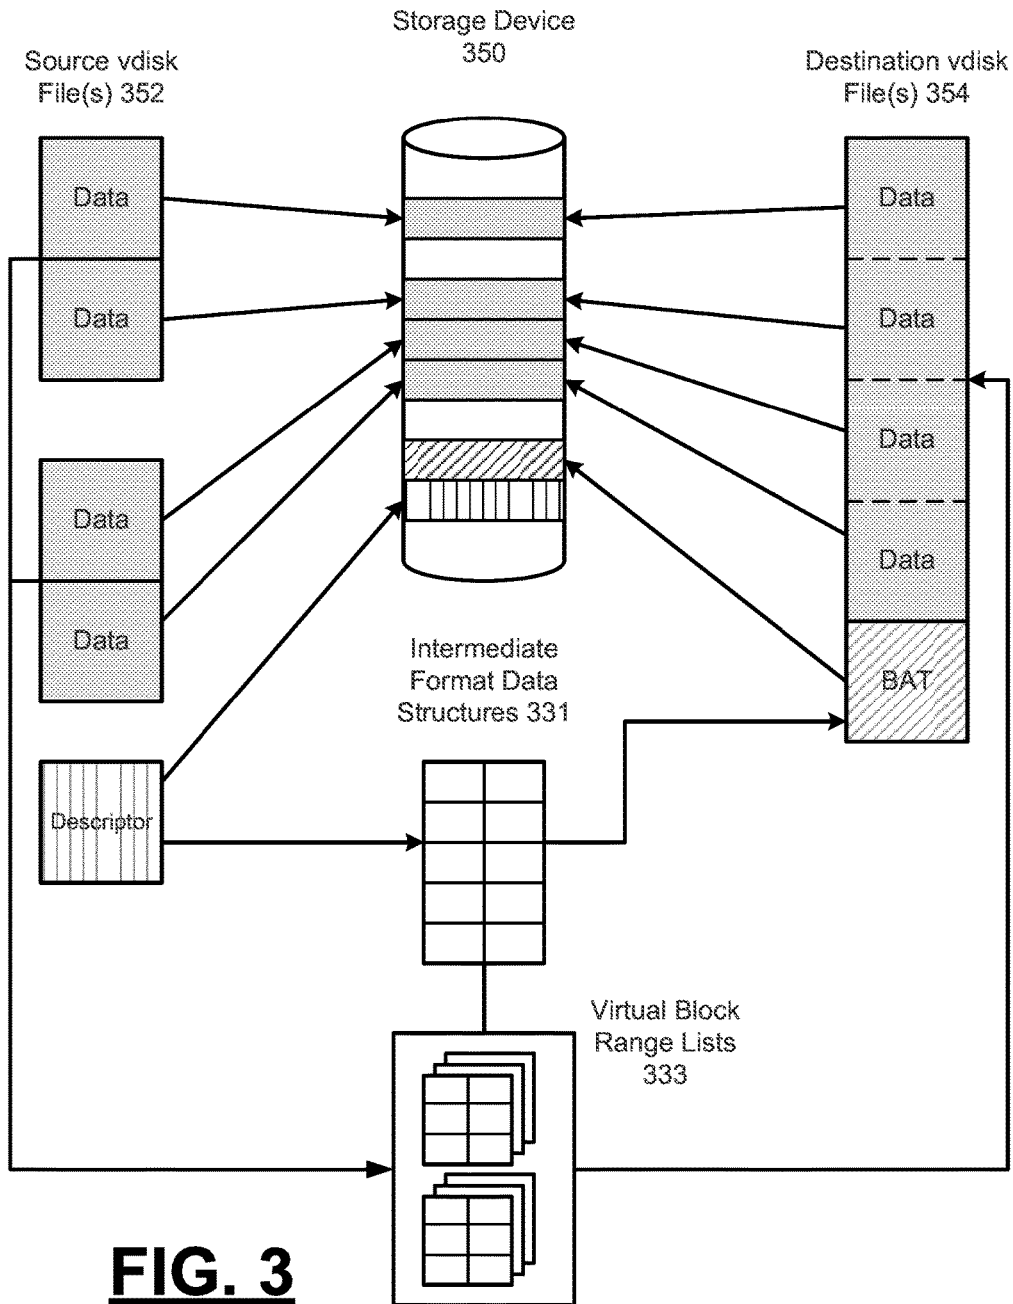 Storage Device
350
Source vdisk
File(s) 352
Destination vdisk
File(s) 354
Data
Data
Data
Data
Data
Data
Data
Data
BAT
Intermediate
Format Data
Structures 331
Descriptor
Virtual Block
Range Lists
333
FIG. 3